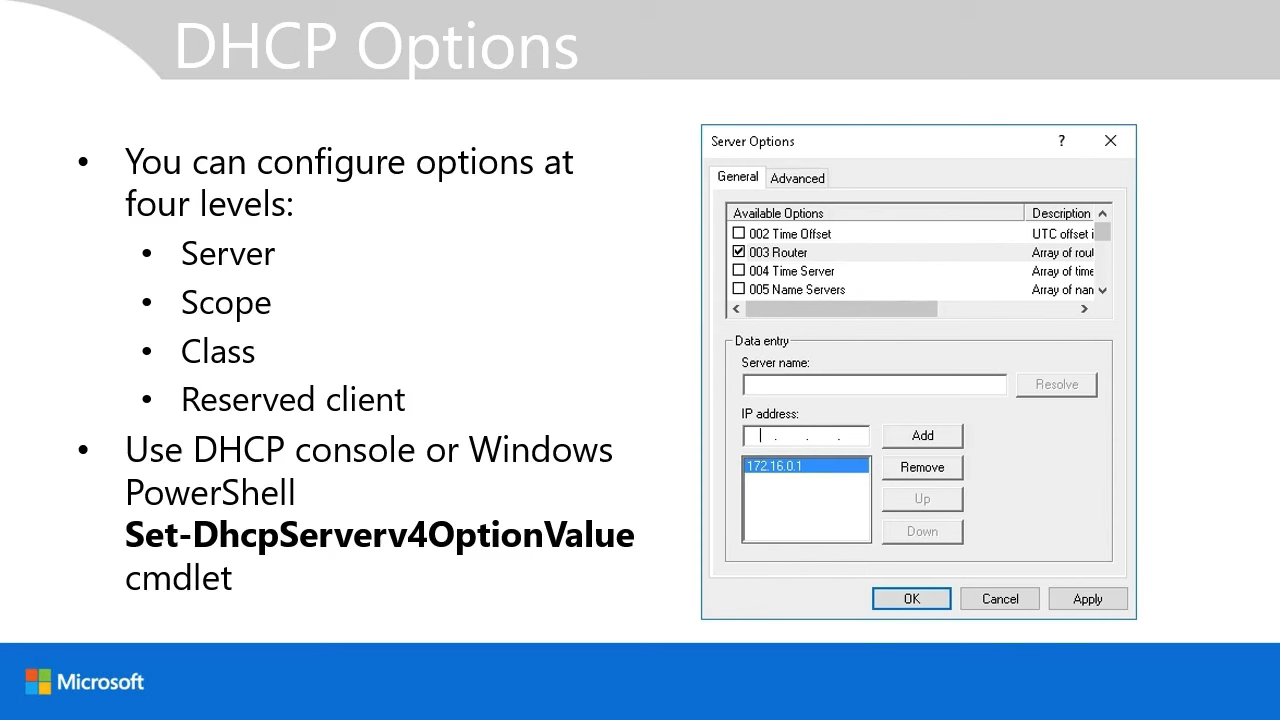 DHCP Options
• You can configure options at
four levels:
• Server
• Scope
• Class
• Reserved client
• Use DHCP console or Windows
PowerShell
Set-DhcpServerv4OptionValue
cmdlet
Server Options ?
General Advanced
Available Options Description
002 Time Offset UTC offset i
003 Router Array of rout
004 Time Server Array of time
005 Name Servers Array of nan
Data entry
Server name:
Resolve
IP address:
. . . Add
172.16.0.1 Remove
Up
Down
OK Cancel Apply
Microsoft